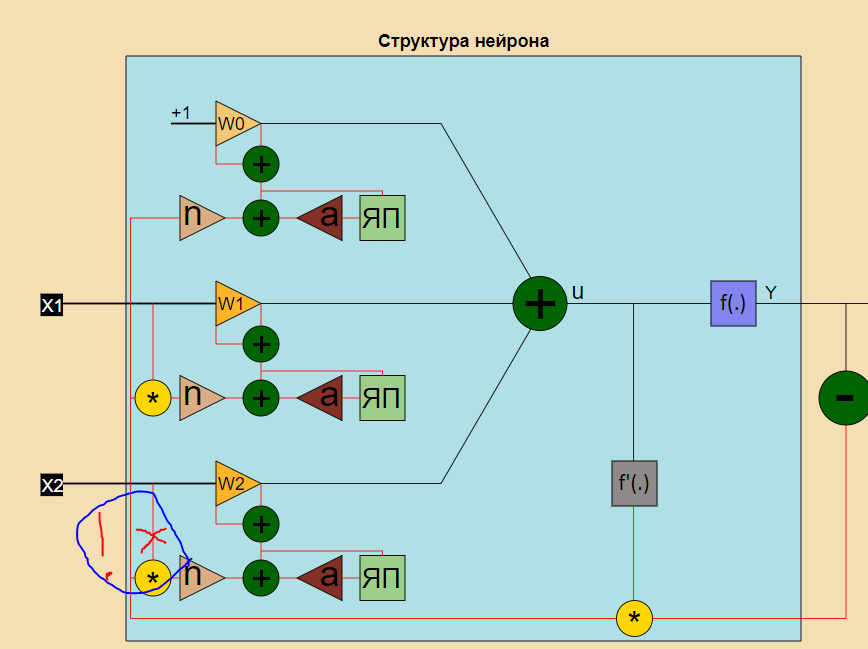 Структура нейрона
+1
W0
+
n
+
a
ЯП
X1
W1
+
u
f(.)
Y
+
*
n
+
a
ЯП
-
X2
W2
f'(.)
+
!
*
n
+
a
ЯП
*